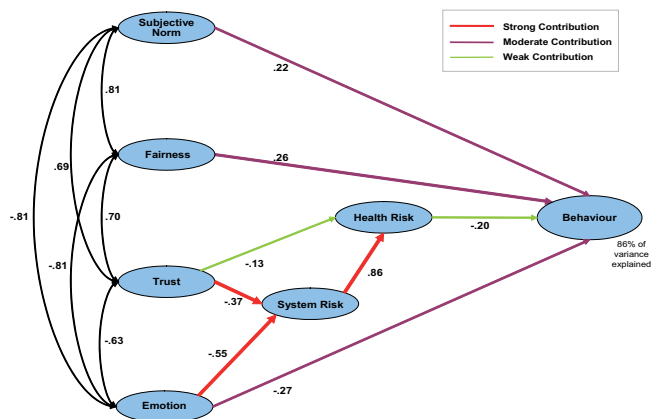 Subjective
Norm
Strong Contribution
Moderate Contribution
Weak Contribution
.22
.81
Fairness
.26
.69
-.81
.70
Health Risk
-.20
Behaviour
86% of
variance
explained
-.81
-.13
.86
Trust
-.37
System Risk
-.63
-.55
-.27
Emotion